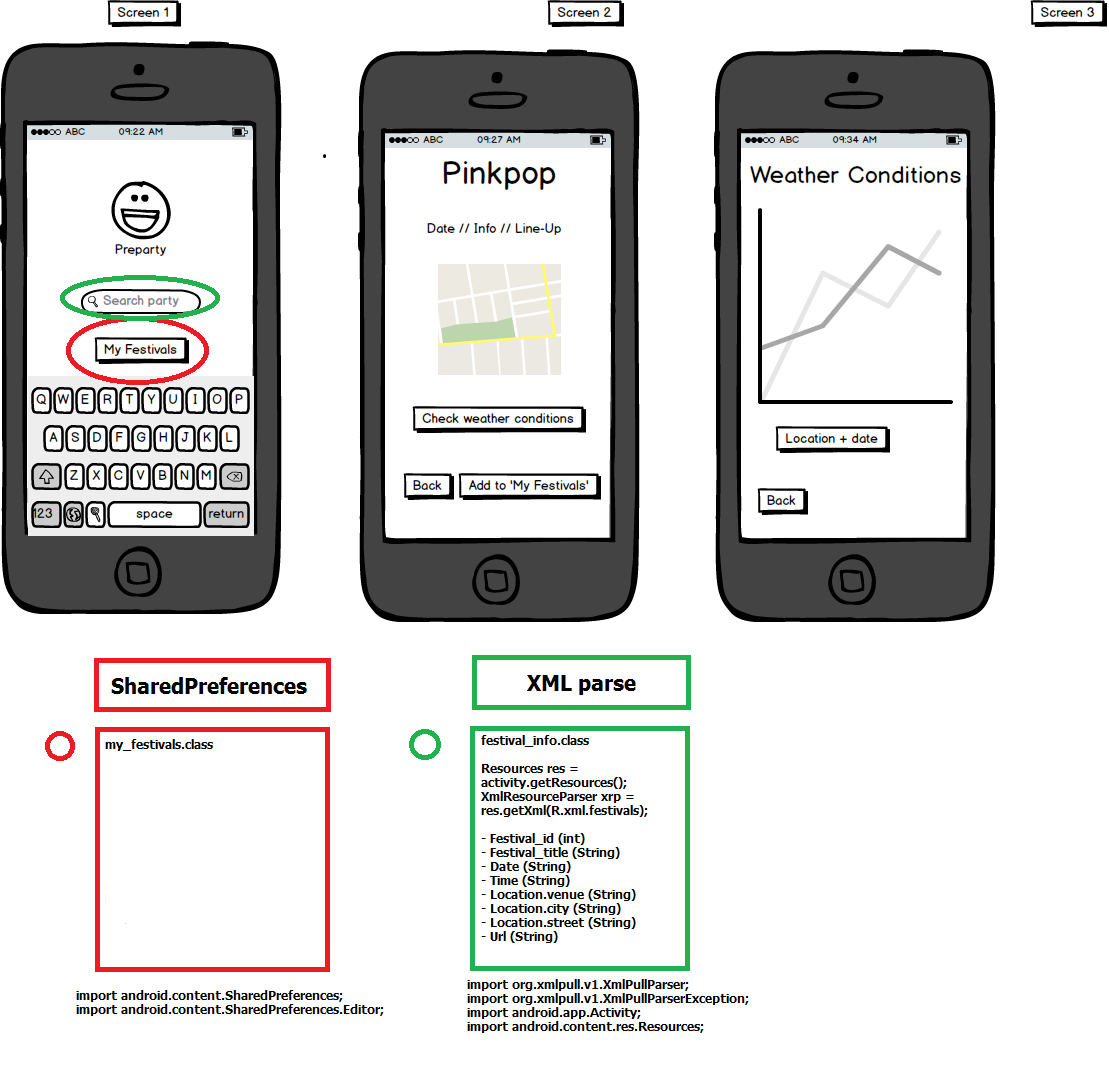 Screen 1
Screen 2
Screen 3
ABC 09:22 AM
Preparty
Search party
My Festivals
Q W E R T Y U I O P
A S D F G H J K L
Z X C V B N M
123 space return
ABC 09:27 AM
Pinkpop
Date // Info // Line-Up
Check weather conditions
Back Add to 'My Festivals'
ABC 09:34 AM
Weather Conditions
Location + date
Back
SharedPreferences
my_festivals.class
import android.content.SharedPreferences;
import android.content.SharedPreferences.Editor;
XML parse
festival_info.class
Resources res =
activity.getResources();
XmlResourceParser xrp =
res.getXml(R.xml.festivals);
- Festival_id (int)
- Festival_title (String)
- Date (String)
- Time (String)
- Location.venue (String)
- Location.city (String)
- Location.street (String)
- Url (String)
import org.xmlpull.v1.XmlPullParser;
import org.xmlpull.v1.XmlPullParserException;
import android.app.Activity;
import android.content.res.Resources;